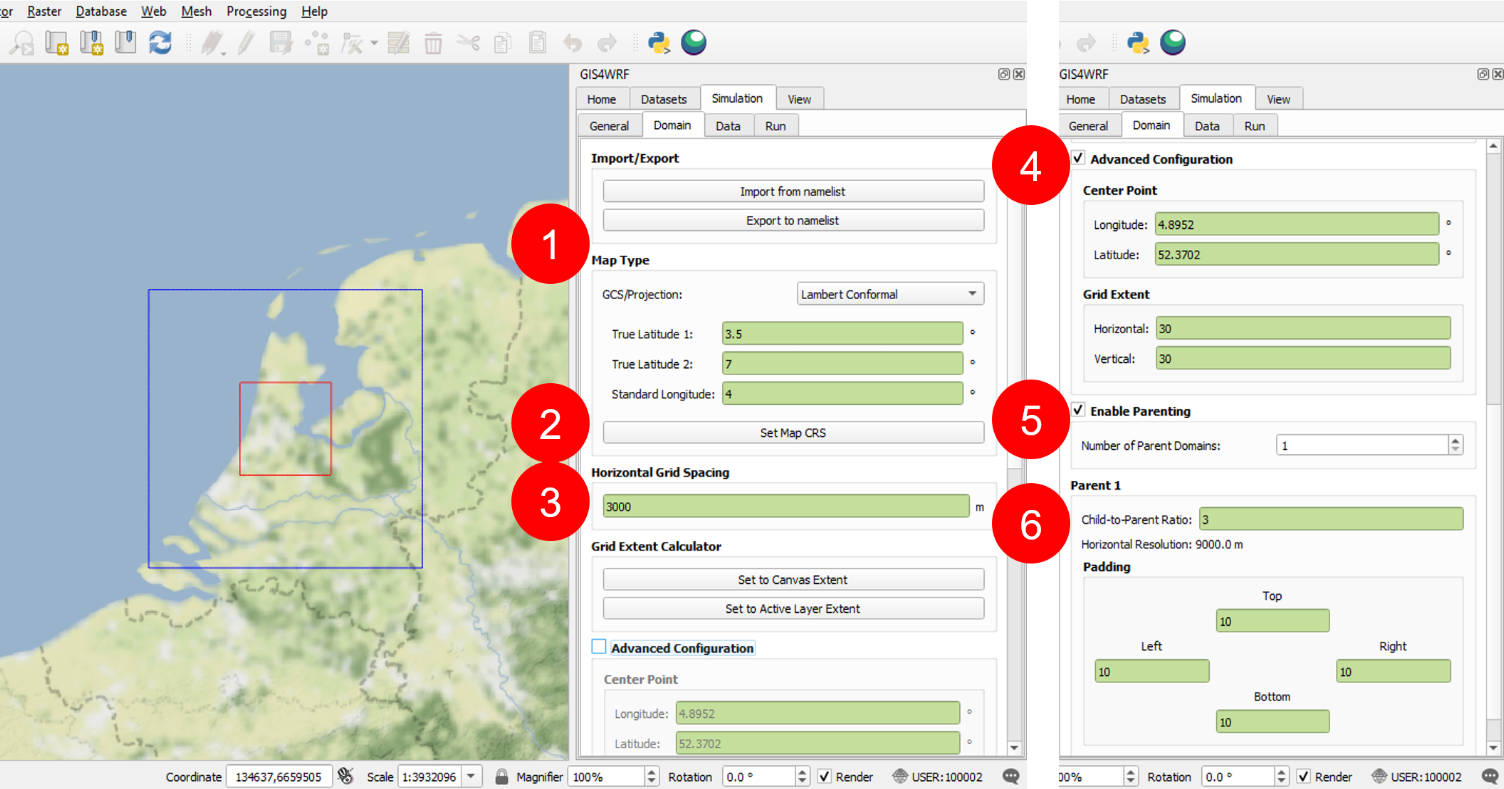 or Raster Database Web Mesh Processing Help
GIS4WRF
Home Datasets Simulation View
General Domain Data Run
Import/Export
Import from namelist
Export to namelist
1
Map Type
GCS/Projection: Lambert Conformal
True Latitude 1: 3.5 °
True Latitude 2: 7 °
Standard Longitude: 4 °
2
Set Map CRS
Horizontal Grid Spacing
3
3000 m
Grid Extent Calculator
Set to Canvas Extent
Set to Active Layer Extent
Advanced Configuration
Center Point
Longitude: 4.8952 °
Latitude: 52.3702 °
Coordinate 134637,6659505 Scale 1:3932096 Magnifier 100% Rotation 0.0 ° Render USER:100002
GIS4WRF
Home Datasets Simulation View
General Domain Data Run
4
Advanced Configuration
Center Point
Longitude: 4.8952 °
Latitude: 52.3702 °
Grid Extent
Horizontal: 30
Vertical: 30
5
Enable Parenting
Number of Parent Domains: 1
Parent 1
6
Child-to-Parent Ratio: 3
Horizontal Resolution: 9000.0 m
Padding
Top
10
Left Right
10 10
Bottom
10
00% Rotation 0.0 ° Render USER:100002